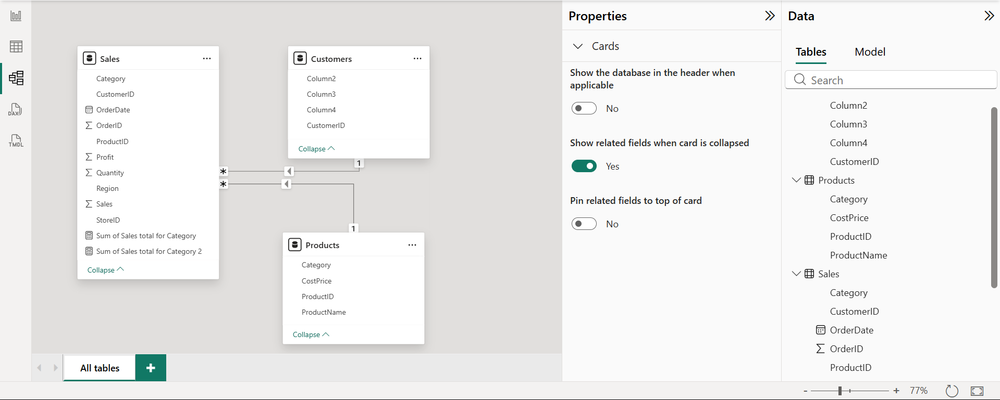 DAX
TMDL
Sales
...
Category
CustomerID
OrderDate
OrderID
ProductID
Profit
Quantity
Region
Sales
StoreID
Sum of Sales total for Category
Sum of Sales total for Category 2
Collapse
Customers
...
Column2
Column3
Column4
CustomerID
Collapse
1
*
*
1
Products
...
Category
CostPrice
ProductID
ProductName
Collapse
All tables
+
Properties
Cards
Show the database in the header when
applicable
No
Show related fields when card is collapsed
Yes
Pin related fields to top of card
No
Data
Tables Model
Search
Column2
Column3
Column4
CustomerID
Products
Category
CostPrice
ProductID
ProductName
Sales
Category
CustomerID
OrderDate
OrderID
ProductID
- + 77%